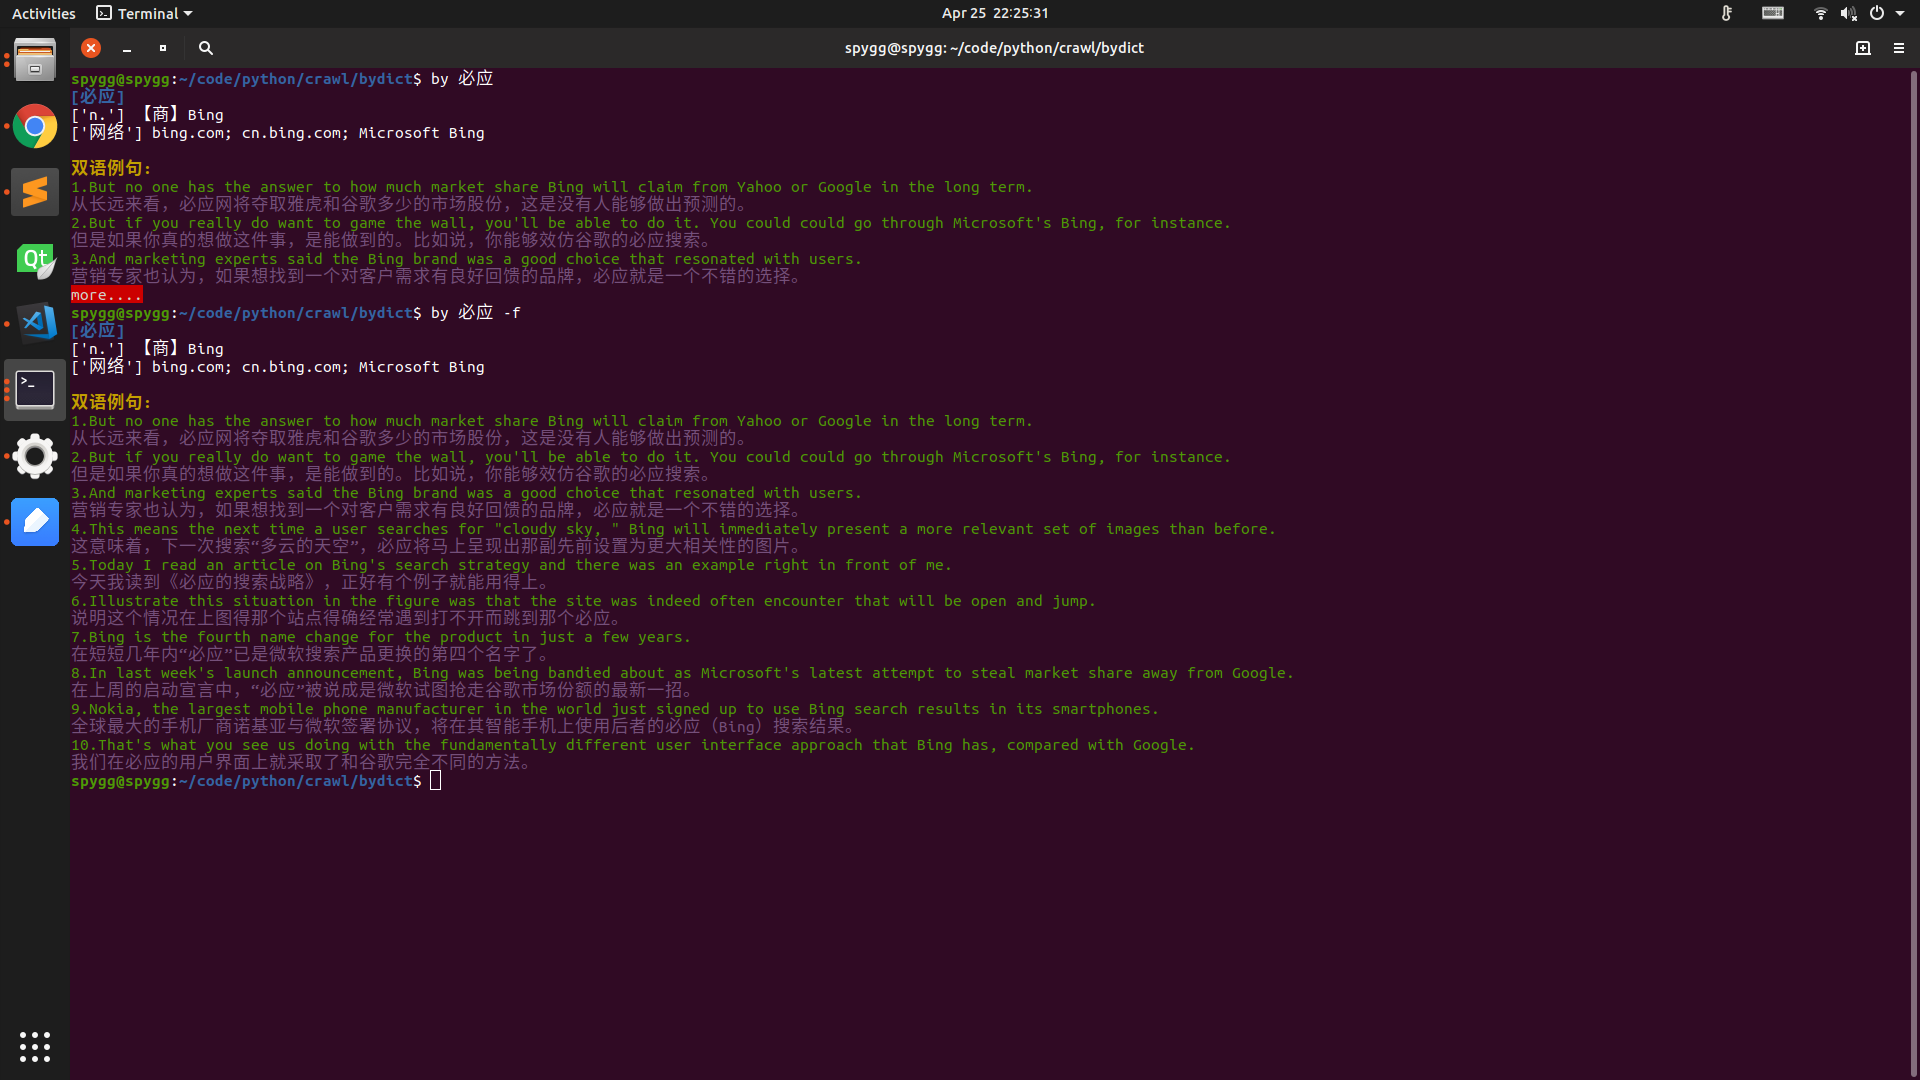 Activities Terminal Apr 25 22:25:31
spygg@spygg: ~/code/python/crawl/bydict
spygg@spygg:~/code/python/crawl/bydict$ by 必应
[必应]
['n.'] 【商】Bing
['网络'] bing.com; cn.bing.com; Microsoft Bing
双语例句:
1.But no one has the answer to how much market share Bing will claim from Yahoo or Google in the long term.
从长远来看，必应网将夺取雅虎和谷歌多少的市场股份，这是没有人能够做出预测的。
2.But if you really do want to game the wall, you'll be able to do it. You could could go through Microsoft's Bing, for instance.
但是如果你真的想做这件事，是能做到的。比如说，你能够效仿谷歌的必应搜索。
3.And marketing experts said the Bing brand was a good choice that resonated with users.
营销专家也认为，如果想找到一个对客户需求有良好回馈的品牌，必应就是一个不错的选择。
more....
spygg@spygg:~/code/python/crawl/bydict$ by 必应 -f
[必应]
['n.'] 【商】Bing
['网络'] bing.com; cn.bing.com; Microsoft Bing
双语例句:
1.But no one has the answer to how much market share Bing will claim from Yahoo or Google in the long term.
从长远来看，必应网将夺取雅虎和谷歌多少的市场股份，这是没有人能够做出预测的。
2.But if you really do want to game the wall, you'll be able to do it. You could could go through Microsoft's Bing, for instance.
但是如果你真的想做这件事，是能做到的。比如说，你能够效仿谷歌的必应搜索。
3.And marketing experts said the Bing brand was a good choice that resonated with users.
营销专家也认为，如果想找到一个对客户需求有良好回馈的品牌，必应就是一个不错的选择。
4.This means the next time a user searches for "cloudy sky, " Bing will immediately present a more relevant set of images than before.
这意味着，下一次搜索“多云的天空”，必应将马上呈现出那副先前设置为更大相关性的图片。
5.Today I read an article on Bing's search strategy and there was an example right in front of me.
今天我读到《必应的搜索战略》，正好有个例子就能用得上。
6.Illustrate this situation in the figure was that the site was indeed often encounter that will be open and jump.
说明这个情况在上图得那个站点得确经常遇到打不开而跳到那个必应。
7.Bing is the fourth name change for the product in just a few years.
在短短几年内“必应”已是微软搜索产品更换的第四个名字了。
8.In last week's launch announcement, Bing was being bandied about as Microsoft's latest attempt to steal market share away from Google.
在上周的启动宣言中，“必应”被说成是微软试图抢走谷歌市场份额的最新一招。
9.Nokia, the largest mobile phone manufacturer in the world just signed up to use Bing search results in its smartphones.
全球最大的手机厂商诺基亚与微软签署协议，将在其智能手机上使用后者的必应（Bing）搜索结果。
10.That's what you see us doing with the fundamentally different user interface approach that Bing has, compared with Google.
我们在必应的用户界面上就采取了和谷歌完全不同的方法。
spygg@spygg:~/code/python/crawl/bydict$